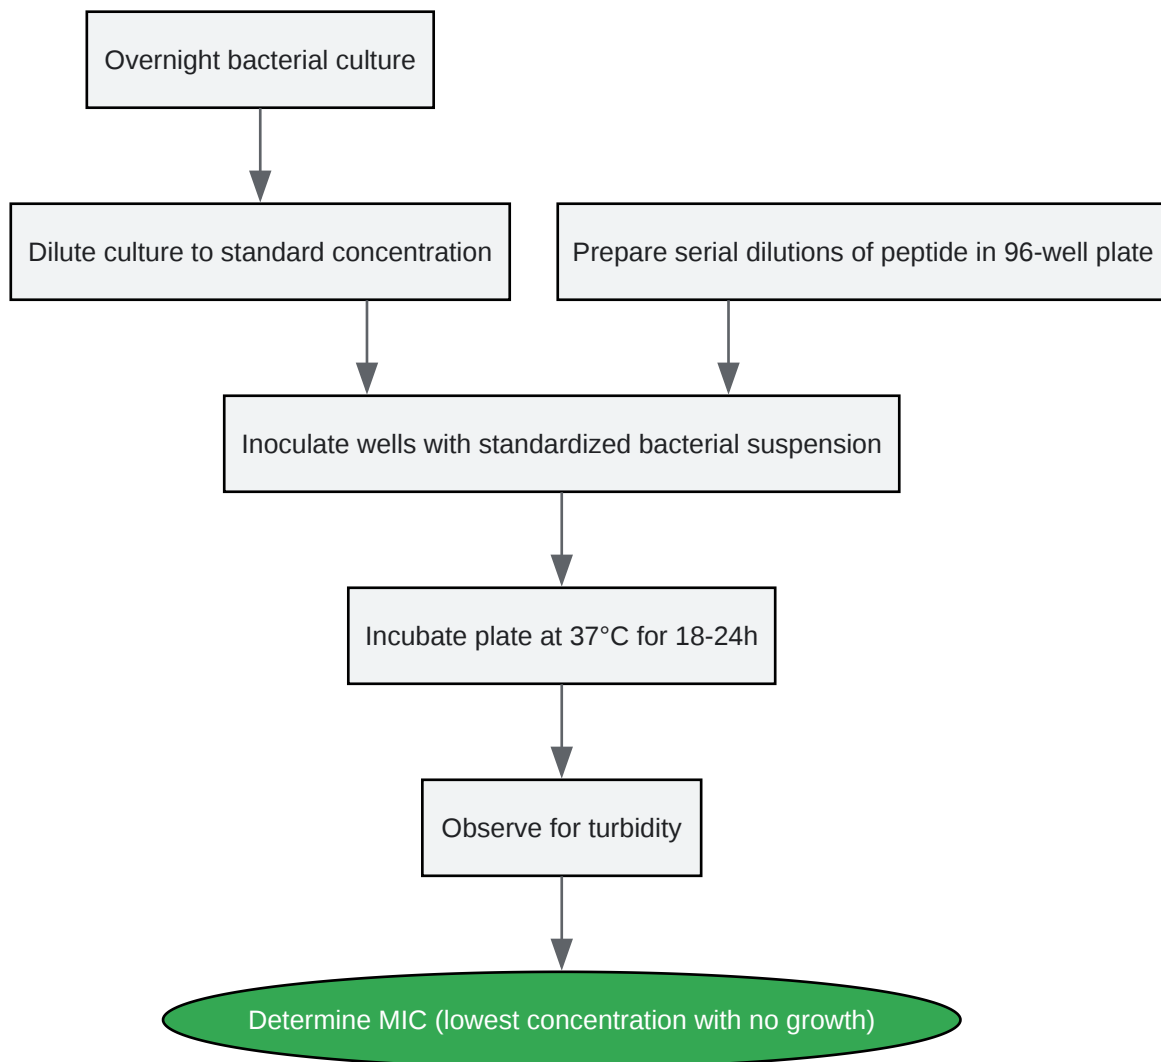 Overnight bacterial culture
Dilute culture to standard concentration
Prepare serial dilutions of peptide in 96-well plate
Inoculate wells with standardized bacterial suspension
Incubate plate at 37°C for 18-24h
Observe for turbidity
Determine MIC (lowest concentration with no growth)